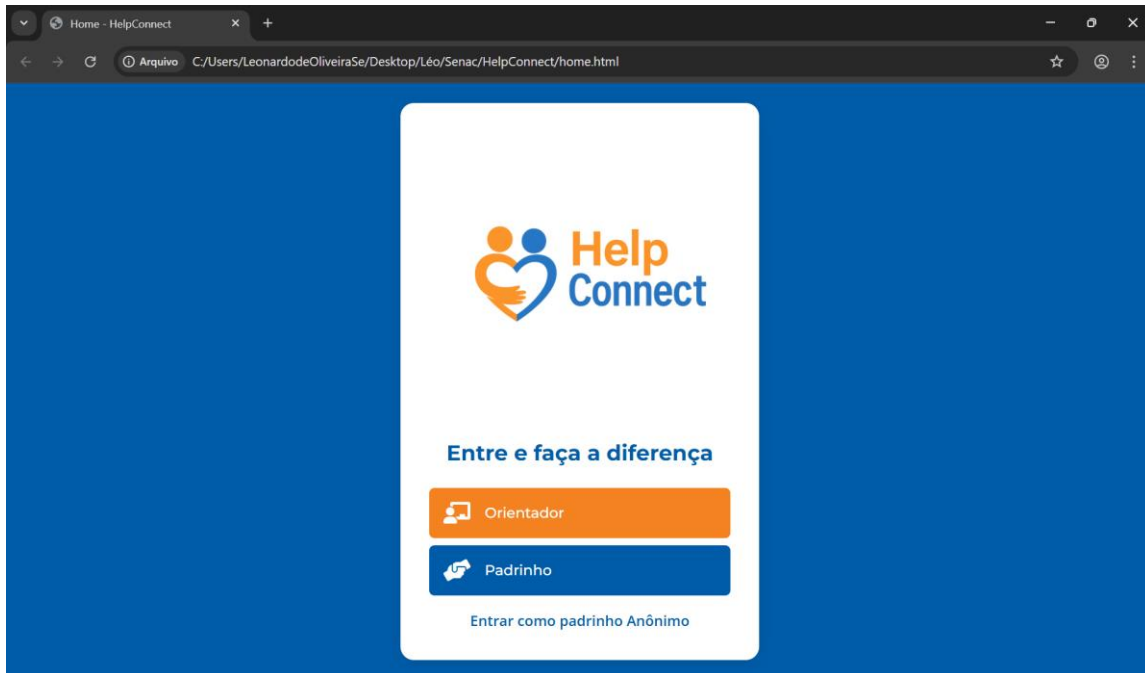 Home - HelpConnect
Arquivo C:/Users/LeonardodeOliveiraSe/Desktop/Léo/Senac/HelpConnect/home.html
Help
Connect
Entre e faça a diferença
Orientador
Padrinho
Entrar como padrinho Anônimo